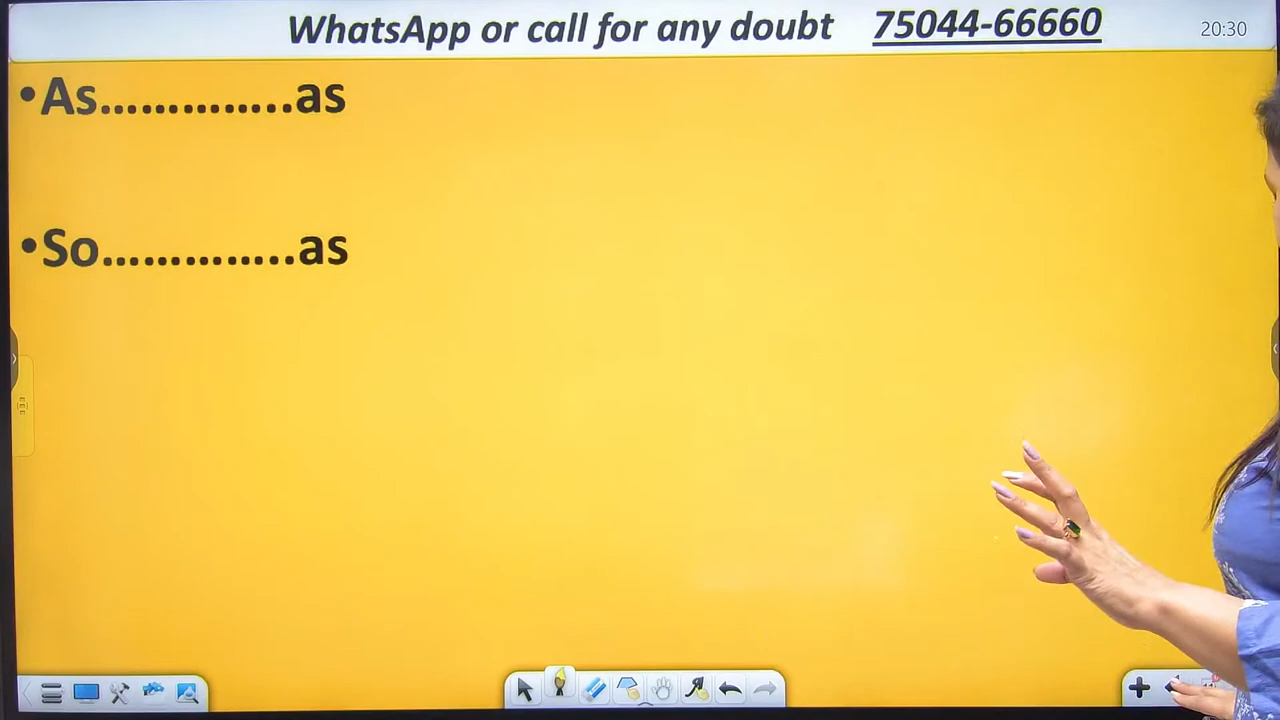 WhatsApp or call for any doubt 75044-66660 20:30
•As…………..as
•So…………..as